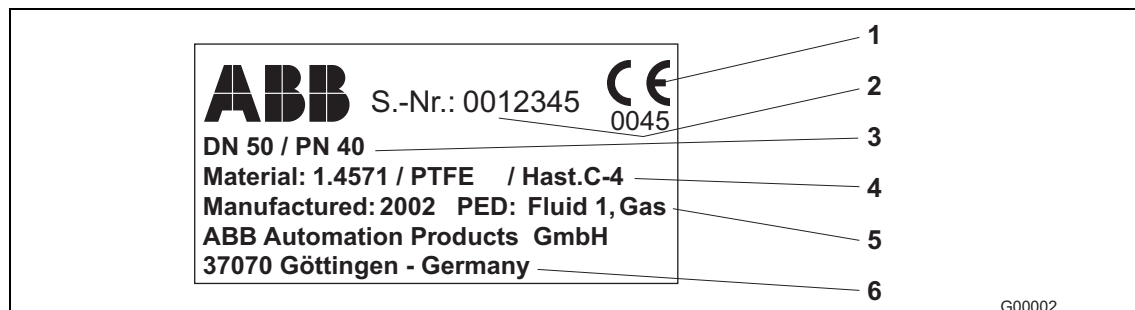 1
ABB S.-Nr.: 0012345 CE
2
0045
DN 50 / PN 40
3
Material: 1.4571 / PTFE / Hast.C-4
4
Manufactured: 2002 PED: Fluid 1, Gas
5
ABB Automation Products GmbH
37070 Göttingen - Germany
6
G00002